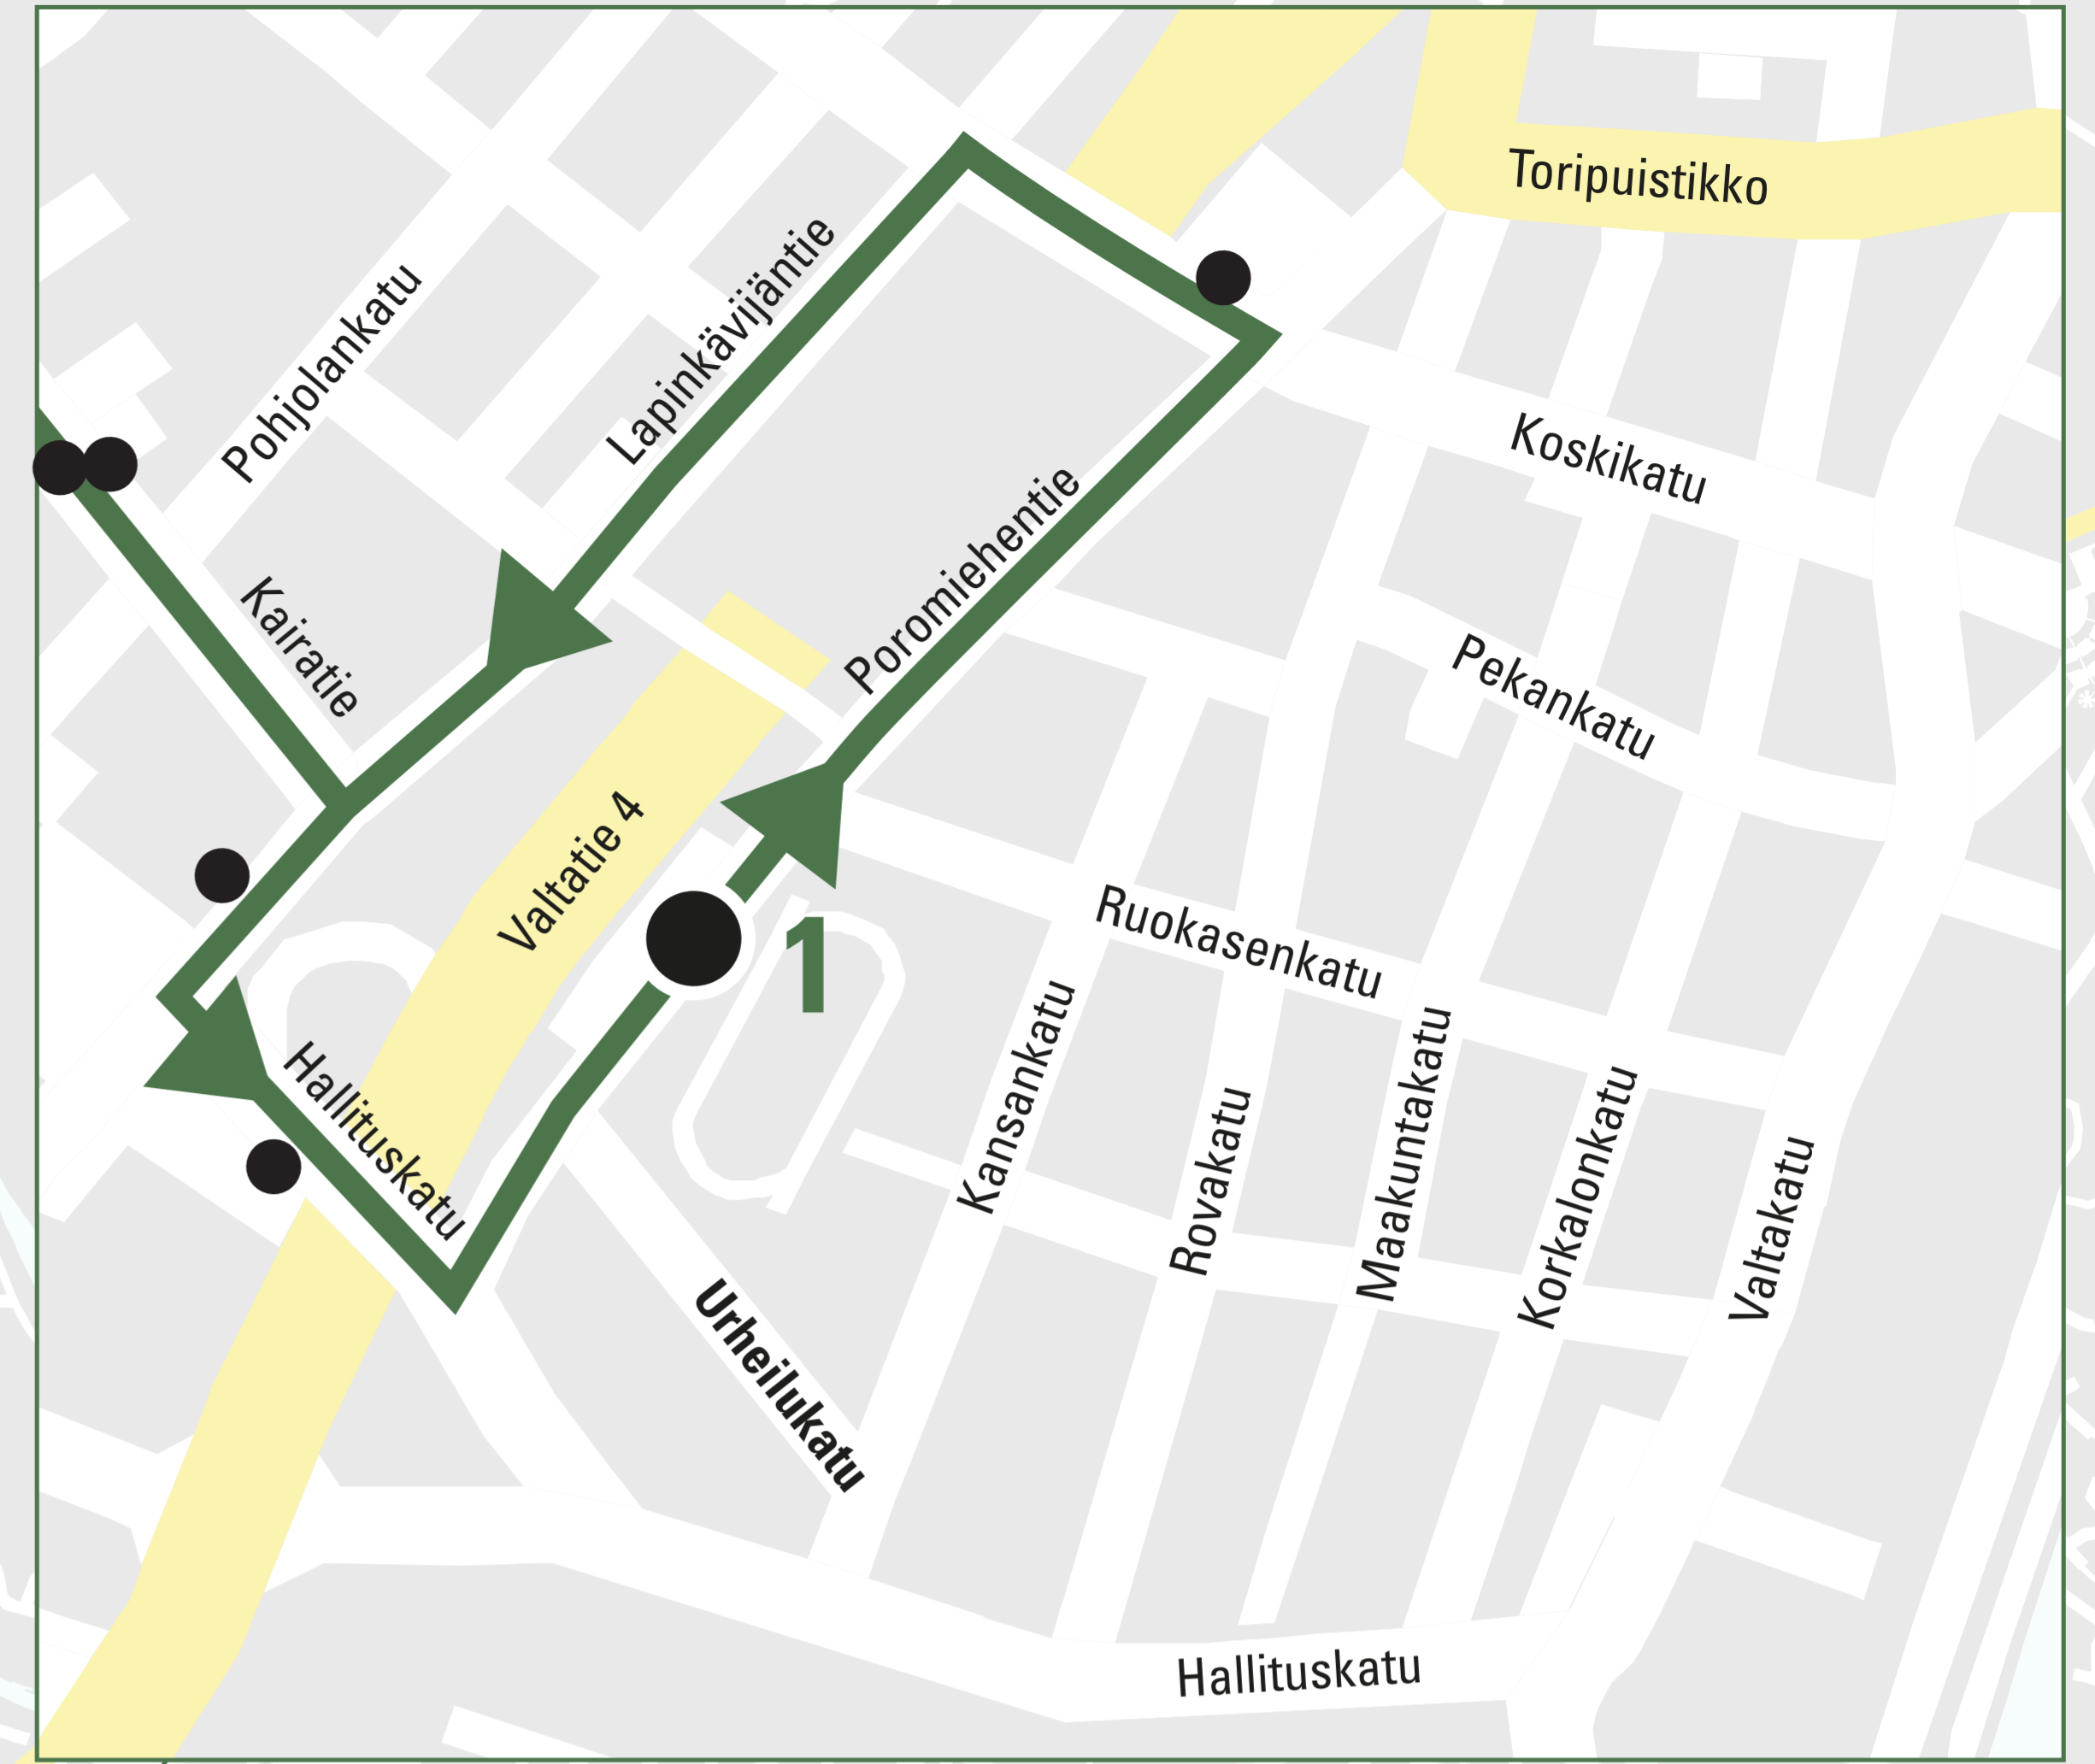 Toripuistikko
Pohjolankatu
Lapinkävijäntie
Koskikatu
Poromiehentie
Kairatie
Pekankatu
Valtatie 4
Ruokasenkatu
1
Hallituskatu
Kansankatu
Rovakatu
Maakuntakatu
Korkalonkatu
Valtakatu
Urheilukatu
Hallituskatu